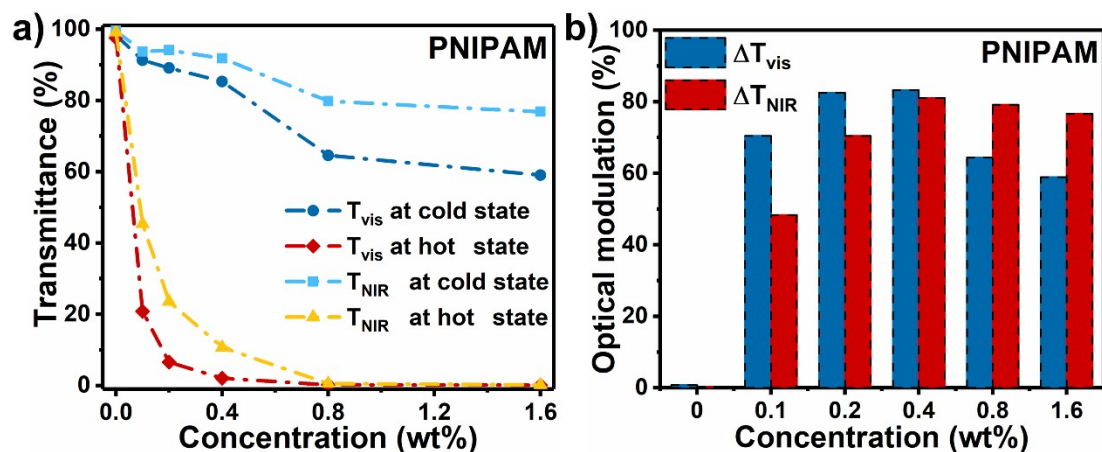 a)
PNIPAM
Transmittance (%)
100
80
60
40
20
0
T_vis at cold state
T_vis at hot state
T_NIR at cold state
T_NIR at hot state
0.0
0.4
0.8
1.2
1.6
Concentration (wt%)
b)
PNIPAM
Optical modulation (%)
100
80
60
40
20
0
ΔT_vis
ΔT_NIR
0
0.1
0.2
0.4
0.8
1.6
Concentration (wt%)